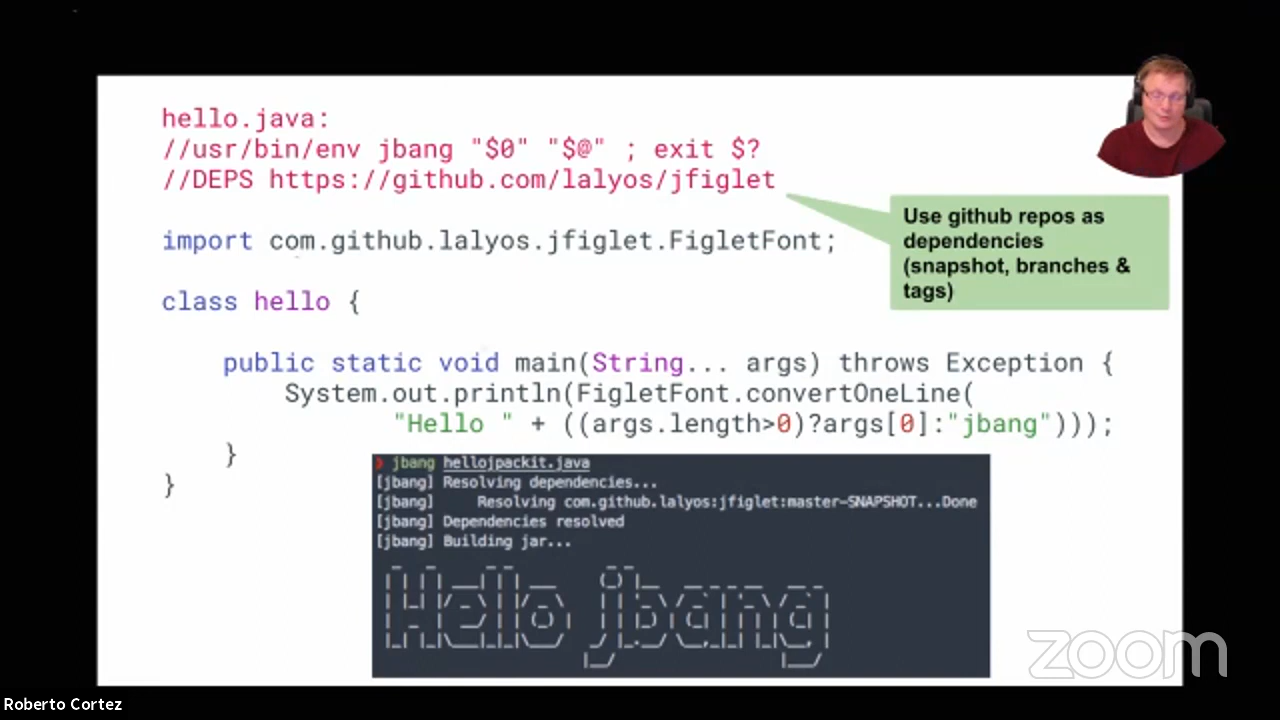 hello.java:
//usr/bin/env jbang "$0" "$@" ; exit $?
//DEPS https://github.com/lalyos/jfiglet
Use github repos as
dependencies
(snapshot, branches &
tags)
import com.github.lalyos.jfiglet.FigletFont;
class hello {
public static void main(String... args) throws Exception {
System.out.println(FigletFont.convertOneLine(
"Hello " + ((args.length>0)?args[0]:"jbang")));
}
}
❯ jbang hellojpackit.java
[jbang] Resolving dependencies...
[jbang] Resolving com.github.lalyos:jfiglet:master-SNAPSHOT...Done
[jbang] Dependencies resolved
[jbang] Building jar...
Hello jbang
zoom
Roberto Cortez